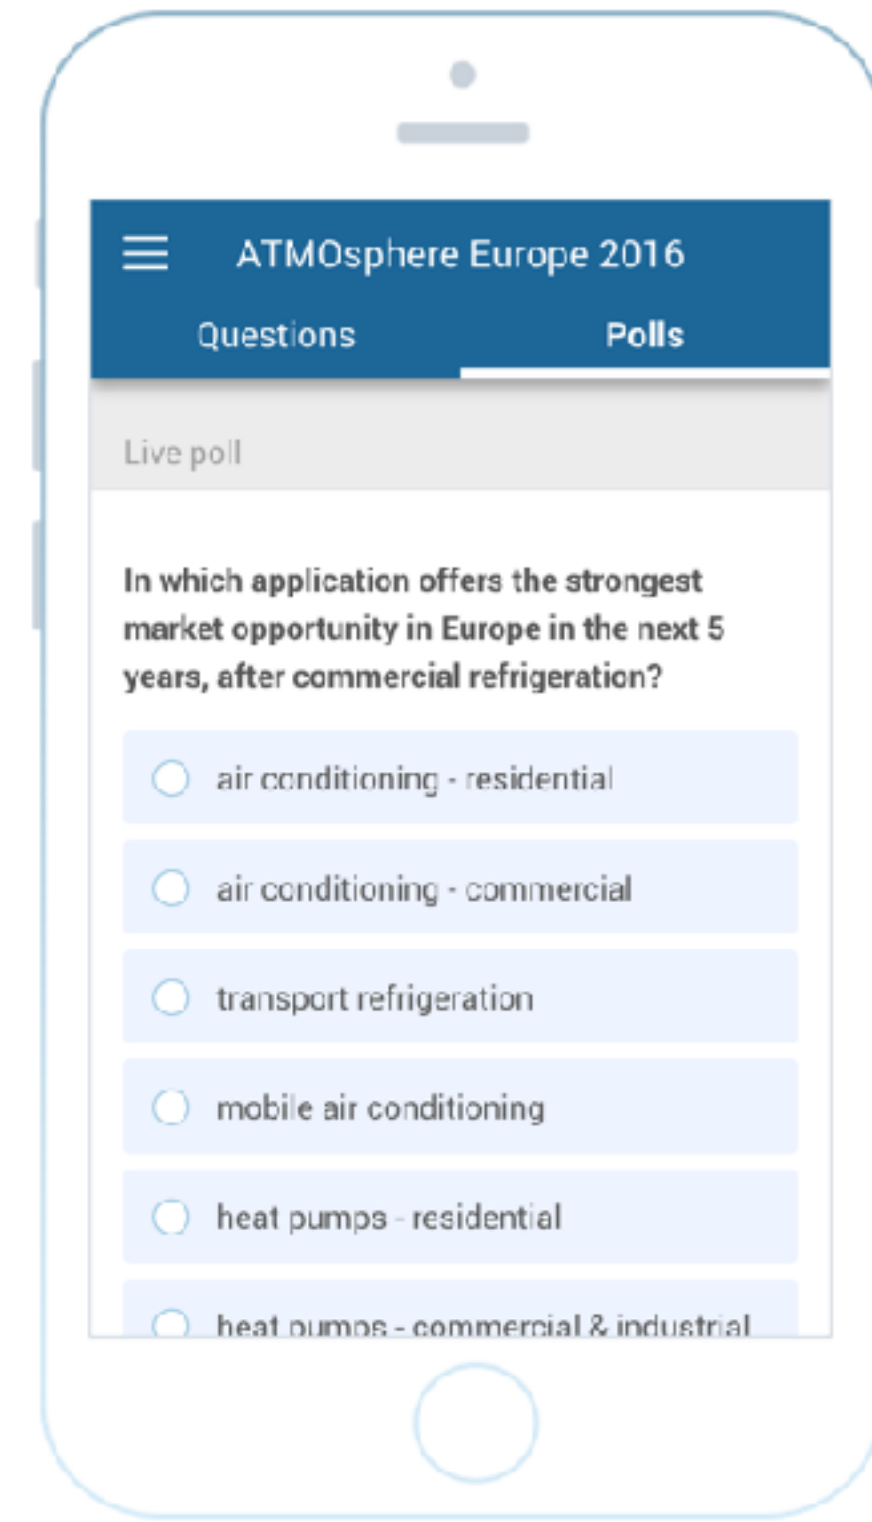 ATMOsphere Europe 2016
Questions Polls
Live poll
In which application offers the strongest
market opportunity in Europe in the next 5
years, after commercial refrigeration?
air conditioning - residential
air conditioning - commercial
transport refrigeration
mobile air conditioning
heat pumps - residential
heat pumps - commercial & industrial